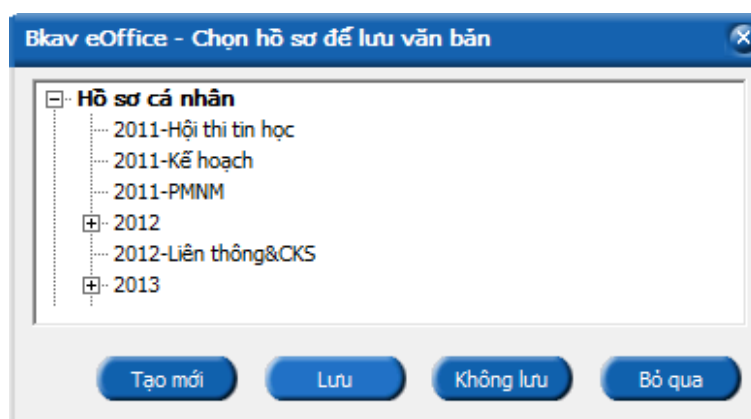 Bkav eOffice - Chọn hồ sơ để lưu văn bản
Hồ sơ cá nhân
2011-Hội thi tin học
2011-Kế hoạch
2011-PMNM
2012
2012-Liên thông&CKS
2013
Tạo mới Lưu Không lưu Bỏ qua